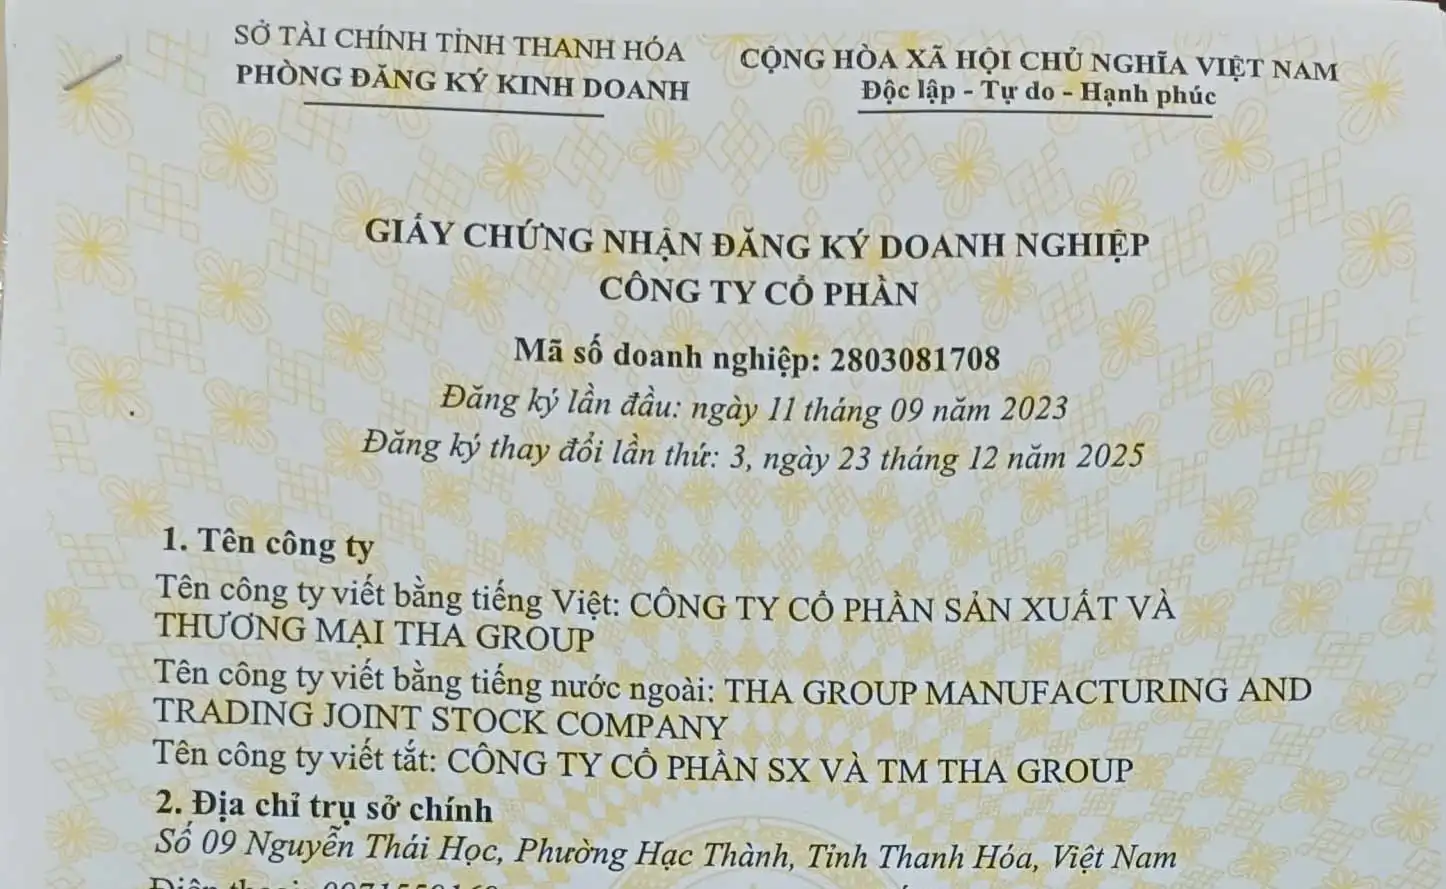 SỞ TÀI CHÍNH TỈNH THANH HÓA
PHÒNG ĐĂNG KÝ KINH DOANH
CỘNG HÒA XÃ HỘI CHỦ NGHĨA VIỆT NAM
Độc lập - Tự do - Hạnh phúc
GIẤY CHỨNG NHẬN ĐĂNG KÝ DOANH NGHIỆP
CÔNG TY CỔ PHẦN
Mã số doanh nghiệp: 2803081708
Đăng ký lần đầu: ngày 11 tháng 09 năm 2023
Đăng ký thay đổi lần thứ: 3, ngày 23 tháng 12 năm 2025
1. Tên công ty
Tên công ty viết bằng tiếng Việt: CÔNG TY CỔ PHẦN SẢN XUẤT VÀ
THƯƠNG MẠI THA GROUP
Tên công ty viết bằng tiếng nước ngoài: THA GROUP MANUFACTURING AND
TRADING JOINT STOCK COMPANY
Tên công ty viết tắt: CÔNG TY CỔ PHẦN SX VÀ TM THA GROUP
2. Địa chỉ trụ sở chính
Số 09 Nguyễn Thái Học, Phường Hạc Thành, Tỉnh Thanh Hóa, Việt Nam